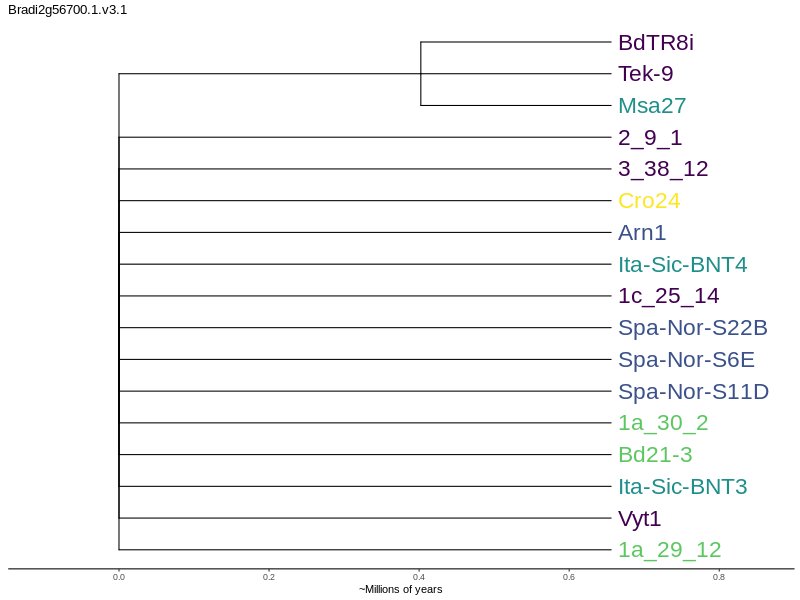 Bradi2g56700.1.v3.1
BdTR8i
Tek-9
Msa27
2_9_1
3_38_12
Cro24
Arn1
Ita-Sic-BNT4
1c_25_14
Spa-Nor-S22B
Spa-Nor-S6E
Spa-Nor-S11D
1a_30_2
Bd21-3
Ita-Sic-BNT3
Vyt1
1a_29_12
0.0 0.2 0.4 0.6 0.8
~Millions of years